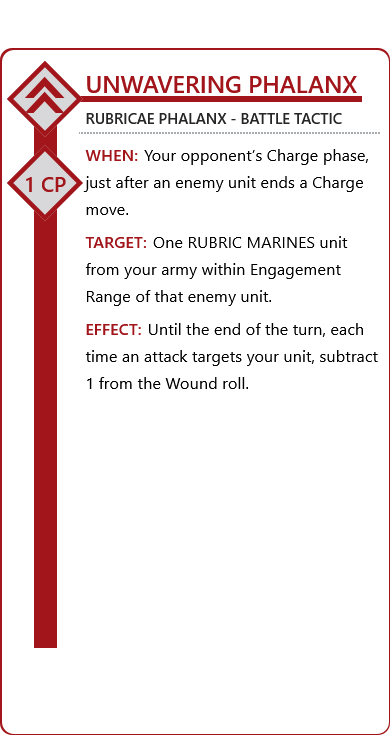 UNWAVERING PHALANX
RUBRICAE PHALANX - BATTLE TACTIC
1 CP
WHEN: Your opponent’s Charge phase,
just after an enemy unit ends a Charge
move.
TARGET: One RUBRIC MARINES unit
from your army within Engagement
Range of that enemy unit.
EFFECT: Until the end of the turn, each
time an attack targets your unit, subtract
1 from the Wound roll.